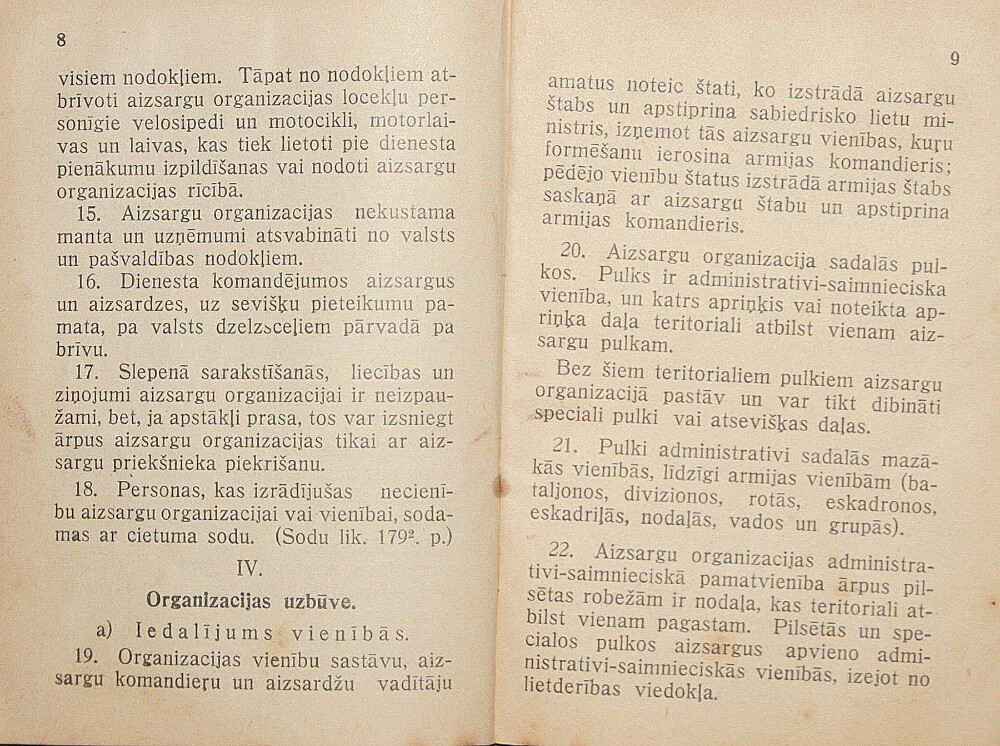 8
visiem nodokļiem. Tāpat no nodokļiem at-
brīvoti aizsargu organizacijas locekļu per-
sonīgie velosipedi un motocikli, motorlai-
vas un laivas, kas tiek lietoti pie dienesta
pienākumu izpildīšanas vai nodoti aizsargu
organizacijas rīcībā.
15. Aizsargu organizacijas nekustama
manta un uzņēmumi atsvabināti no valsts
un pašvaldības nodokļiem.
16. Dienesta komandējumos aizsargus
un aizsardzes, uz sevišķu pieteikumu pa-
mata, pa valsts dzelzsceļiem pārvadā pa
brīvu.
17. Slepenā sarakstīšanās, liecības un
ziņojumi aizsargu organizacijai ir neizpau-
žami, bet, ja apstākļi prasa, tos var izsniegt
ārpus aizsargu organizacijas tikai ar aiz-
sargu priekšnieka piekrišanu.
18. Personas, kas izrādījušas necienī-
bu aizsargu organizacijai vai vienībai, soda-
mas ar cietuma sodu. (Sodu lik. 179². p.)
IV.
Organizacijas uzbūve.
a) Iedalījums vienībās.
19. Organizacijas vienību sastāvu, aiz-
sargu komandieŗu un aizsardžu vadītāju
9
amatus noteic štati, ko izstrādā aizsargu
štabs un apstiprina sabiedrisko lietu mi-
nistris, izņemot tās aizsargu vienības, kuŗu
formēšanu ierosina armijas komandieris;
pēdējo vienību štatus izstrādā armijas štabs
saskaņā ar aizsargu štabu un apstiprina
armijas komandieris.
20. Aizsargu organizacija sadalās pul-
kos. Pulks ir administrativi-saimnieciska
vienība, un katrs apriņķis vai noteikta ap-
riņķa daļa teritoriali atbilst vienam aiz-
sargu pulkam.
Bez šiem teritorialiem pulkiem aizsargu
organizacijā pastāv un var tikt dibināti
speciali pulki vai atsevišķas daļas.
21. Pulki administrativi sadalās mazā-
kās vienībās, līdzīgi armijas vienībām (ba-
taljonos, divizionos, rotās, eskadronos,
eskadriļās, nodaļās, vados un grupās).
22. Aizsargu organizacijas administra-
tivi-saimnieciskā pamatvienība ārpus pil-
sētas robežām ir nodaļa, kas teritoriali at-
bilst vienam pagastam. Pilsētās un spe-
cialos pulkos aizsargus apvieno admi-
nistrativi-saimnieciskās vienībās, izejot no
lietderības viedokļa.